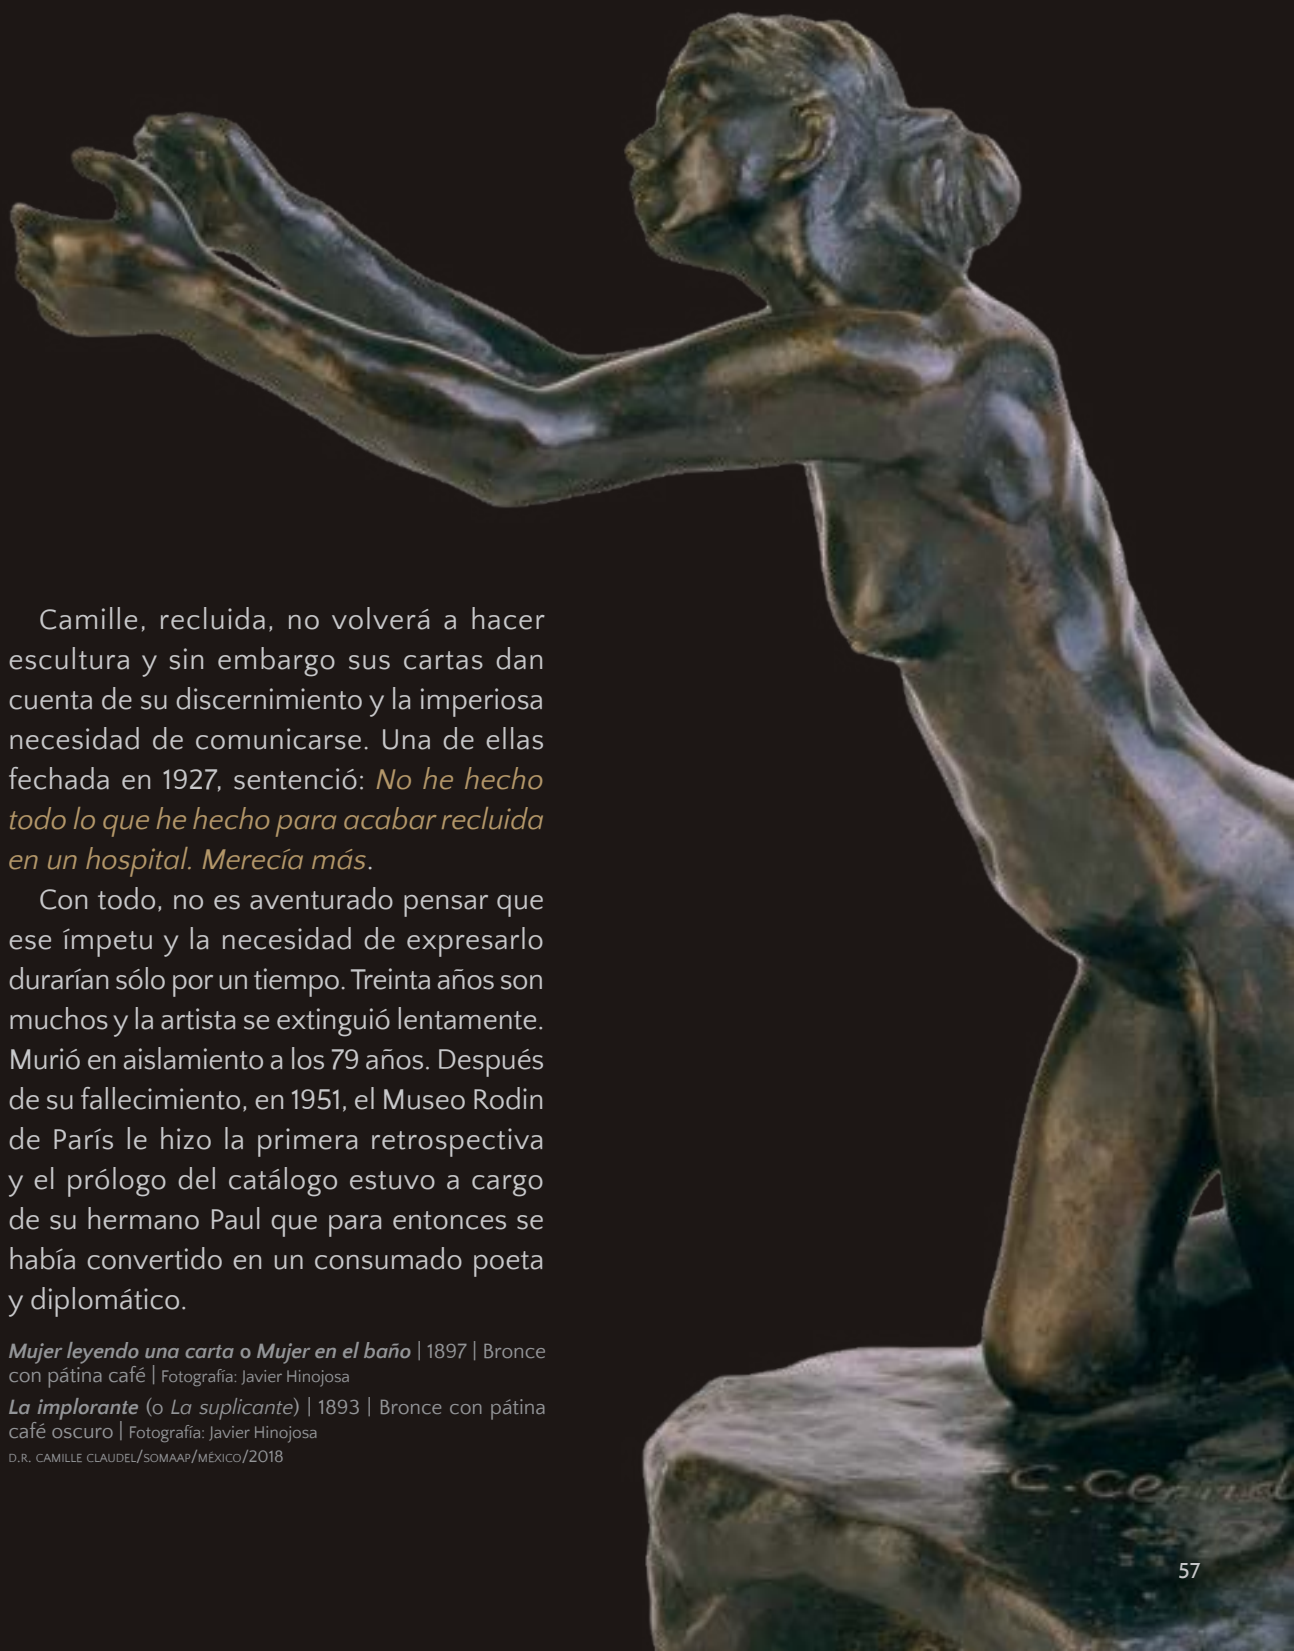 Camille, recluida, no volverá a hacer
escultura y sin embargo sus cartas dan
cuenta de su discernimiento y la imperiosa
necesidad de comunicarse. Una de ellas
fechada en 1927, sentenció: No he hecho
todo lo que he hecho para acabar recluida
en un hospital. Merecía más.
Con todo, no es aventurado pensar que
ese ímpetu y la necesidad de expresarlo
durarían sólo por un tiempo. Treinta años son
muchos y la artista se extinguió lentamente.
Murió en aislamiento a los 79 años. Después
de su fallecimiento, en 1951, el Museo Rodin
de París le hizo la primera retrospectiva
y el prólogo del catálogo estuvo a cargo
de su hermano Paul que para entonces se
había convertido en un consumado poeta
y diplomático.
Mujer leyendo una carta o Mujer en el baño | 1897 | Bronce
con pátina café | Fotografía: Javier Hinojosa
La implorante (o La suplicante) | 1893 | Bronce con pátina
café oscuro | Fotografía: Javier Hinojosa
D.R. CAMILLE CLAUDEL/SOMAAP/MÉXICO/2018
57